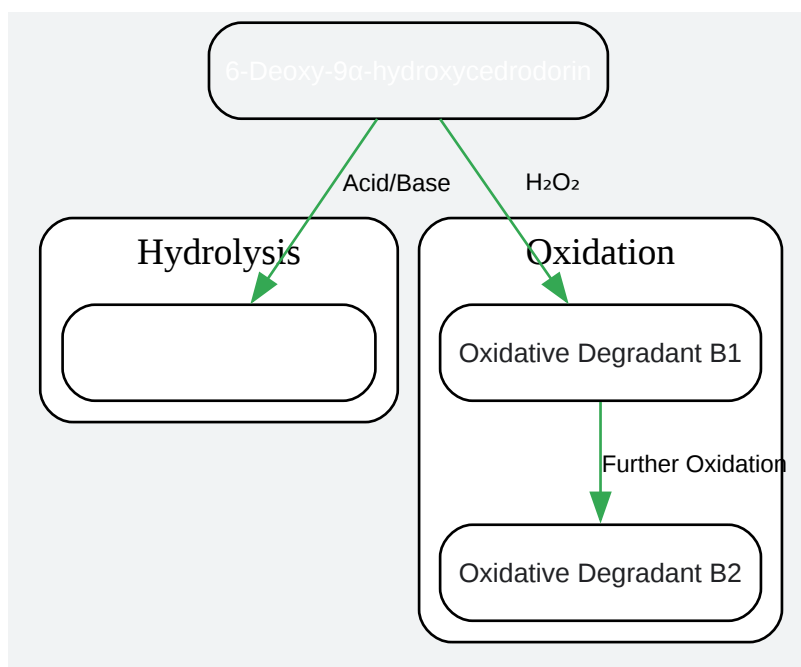 6-Deoxy-9α-hydroxycedrodorin
Acid/Base
H₂O₂
Hydrolysis
Oxidation
Oxidative Degradant B1
Further Oxidation
Oxidative Degradant B2